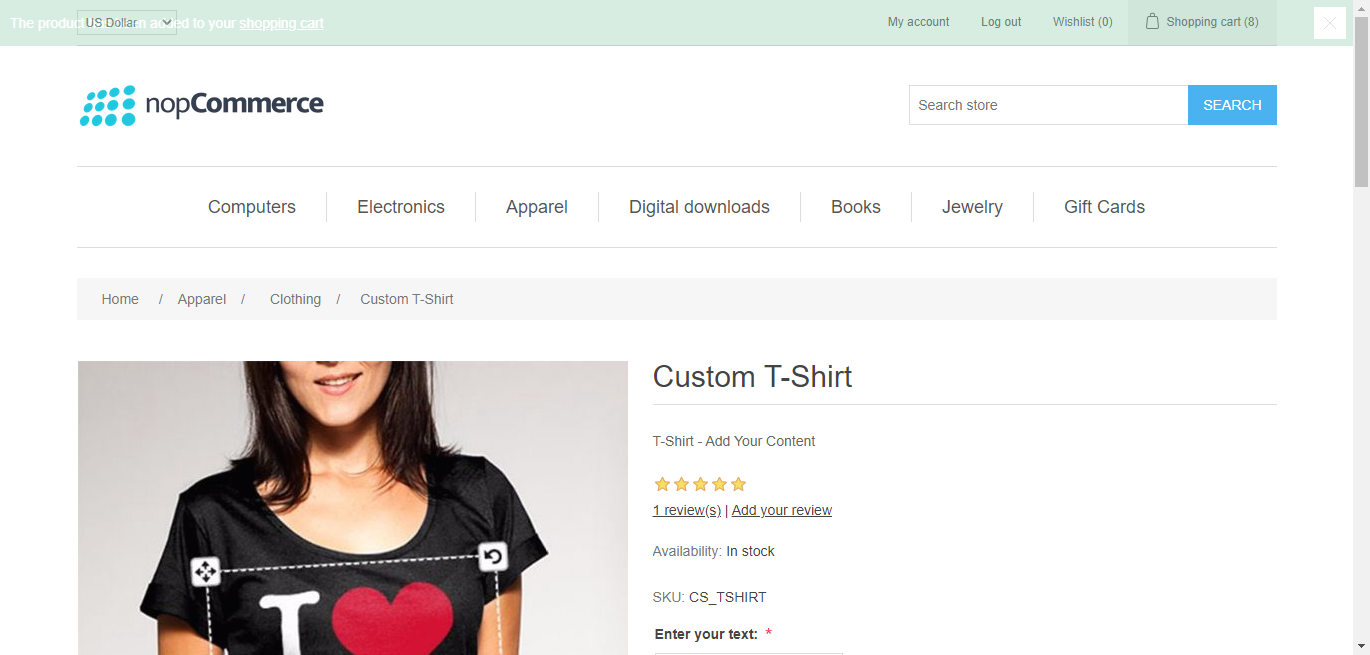 The product added to your shopping cart
US Dollar
My account Log out Wishlist (0) Shopping cart (8)
nopCommerce
Search store SEARCH
Computers Electronics Apparel Digital downloads Books Jewelry Gift Cards
Home / Apparel / Clothing / Custom T-Shirt
Custom T-Shirt
T-Shirt - Add Your Content
1 review(s) | Add your review
Availability: In stock
SKU: CS_TSHIRT
Enter your text: *
I